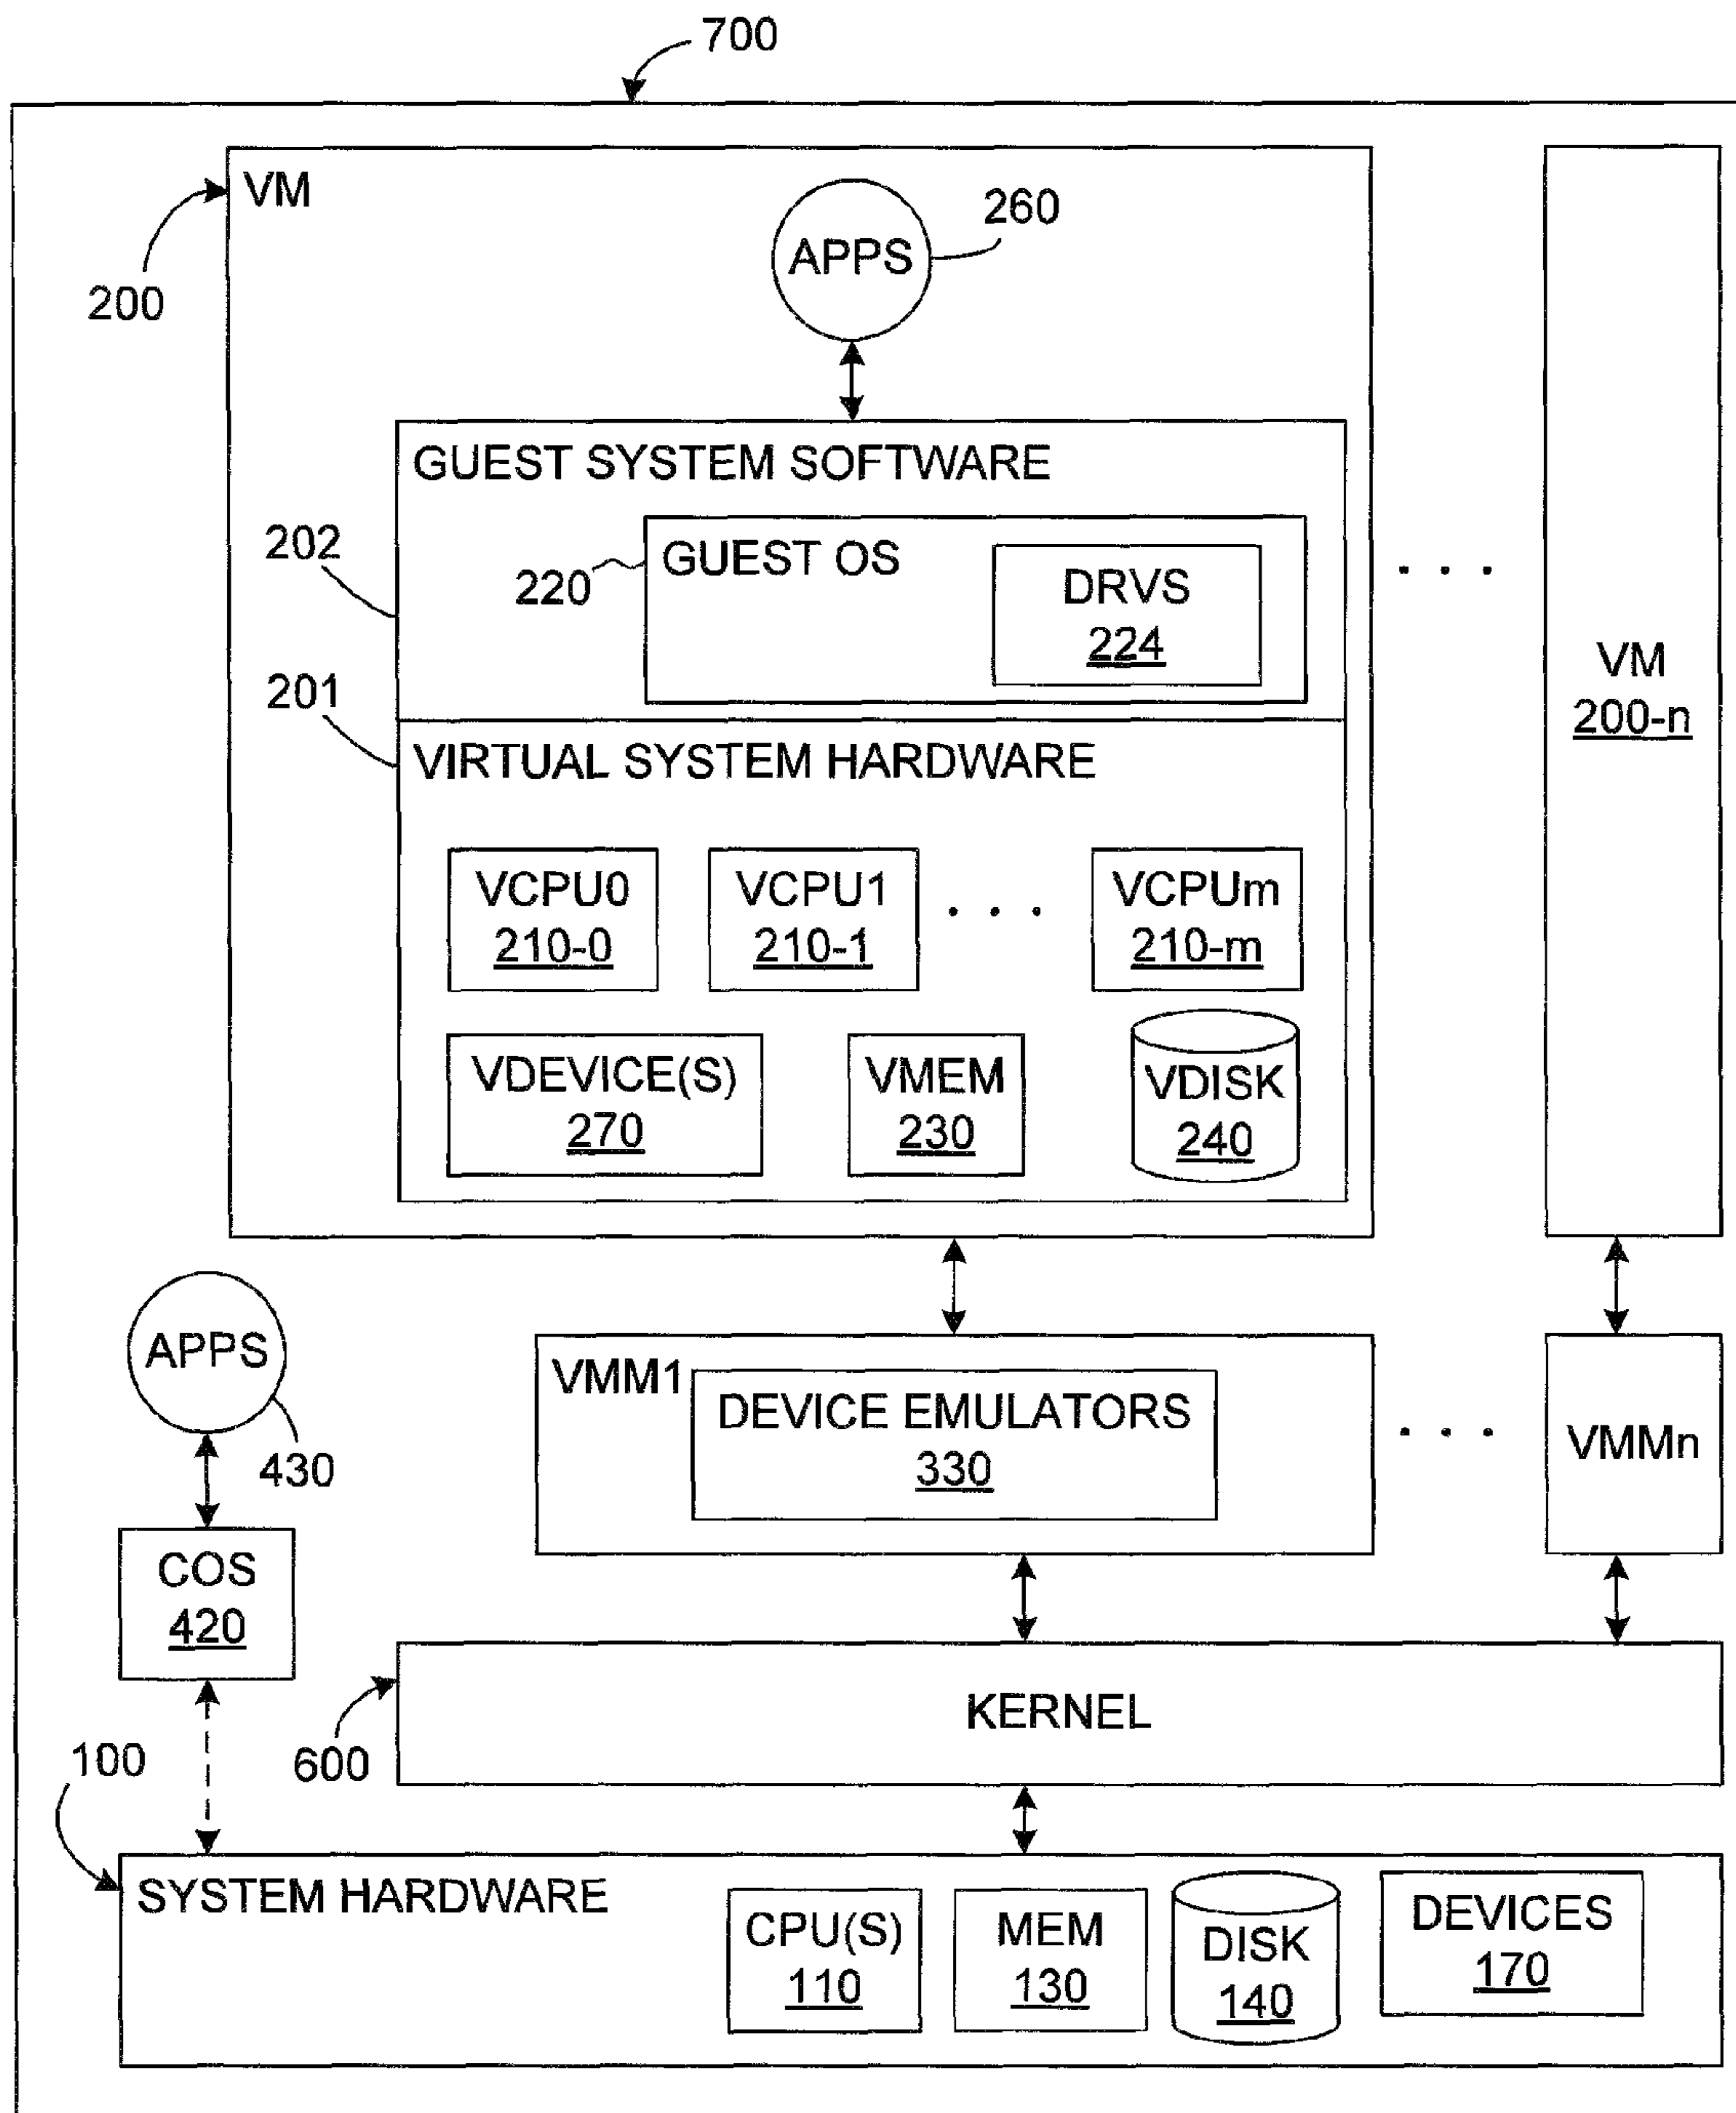 700
VM
200
APPS
260
GUEST SYSTEM SOFTWARE
202
GUEST OS
220
DRVS
224
. . .
VM
200-n
201
VIRTUAL SYSTEM HARDWARE
VCPU0
210-0
VCPU1
210-1
. . .
VCPUm
210-m
VDEVICE(S)
270
VMEM
230
VDISK
240
APPS
430
VMM1
DEVICE EMULATORS
330
. . .
VMMn
COS
420
KERNEL
600
100
SYSTEM HARDWARE
CPU(S)
110
MEM
130
DISK
140
DEVICES
170